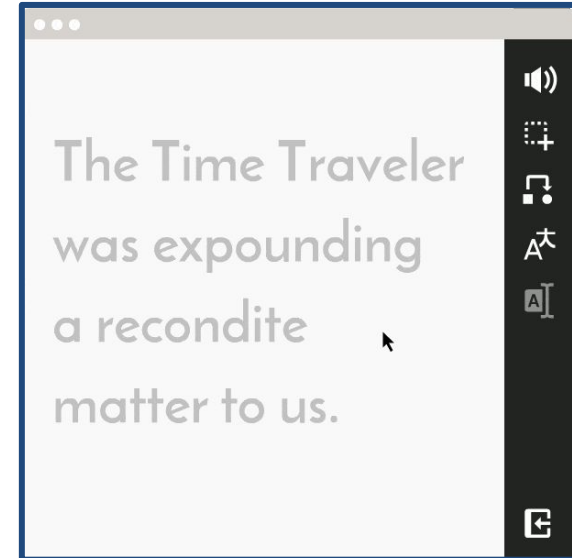 The Time Traveler
was expounding
a recondite
matter to us.